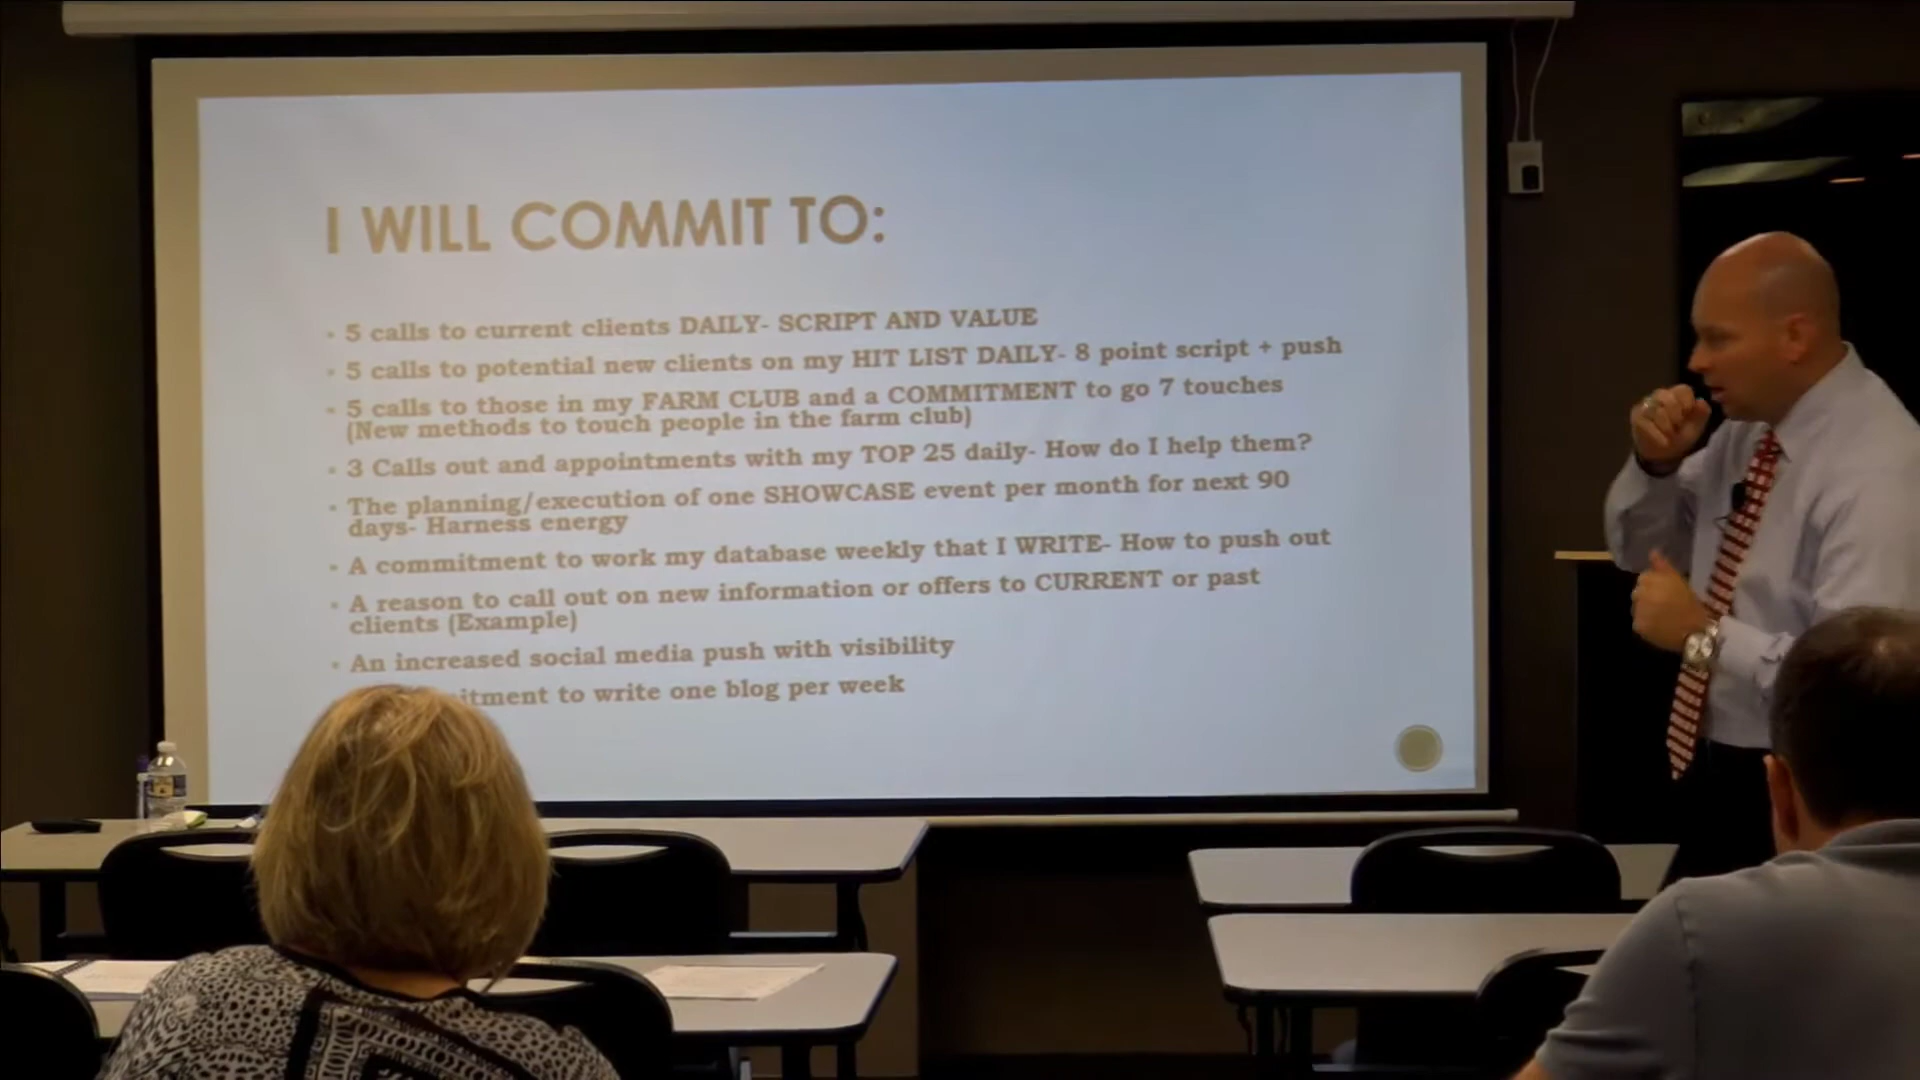 I WILL COMMIT TO:
5 calls to current clients DAILY- SCRIPT AND VALUE
5 calls to potential new clients on my HIT LIST DAILY- 8 point script + push
5 calls to those in my FARM CLUB and a COMMITMENT to go 7 touches
(New methods to touch people in the farm club)
3 Calls out and appointments with my TOP 25 daily- How do I help them?
The planning/execution of one SHOWCASE event per month for next 90
days- Harness energy
A commitment to work my database weekly that I WRITE- How to push out
A reason to call out on new information or offers to CURRENT or past
clients (Example)
An increased social media push with visibility
to write one blog per week